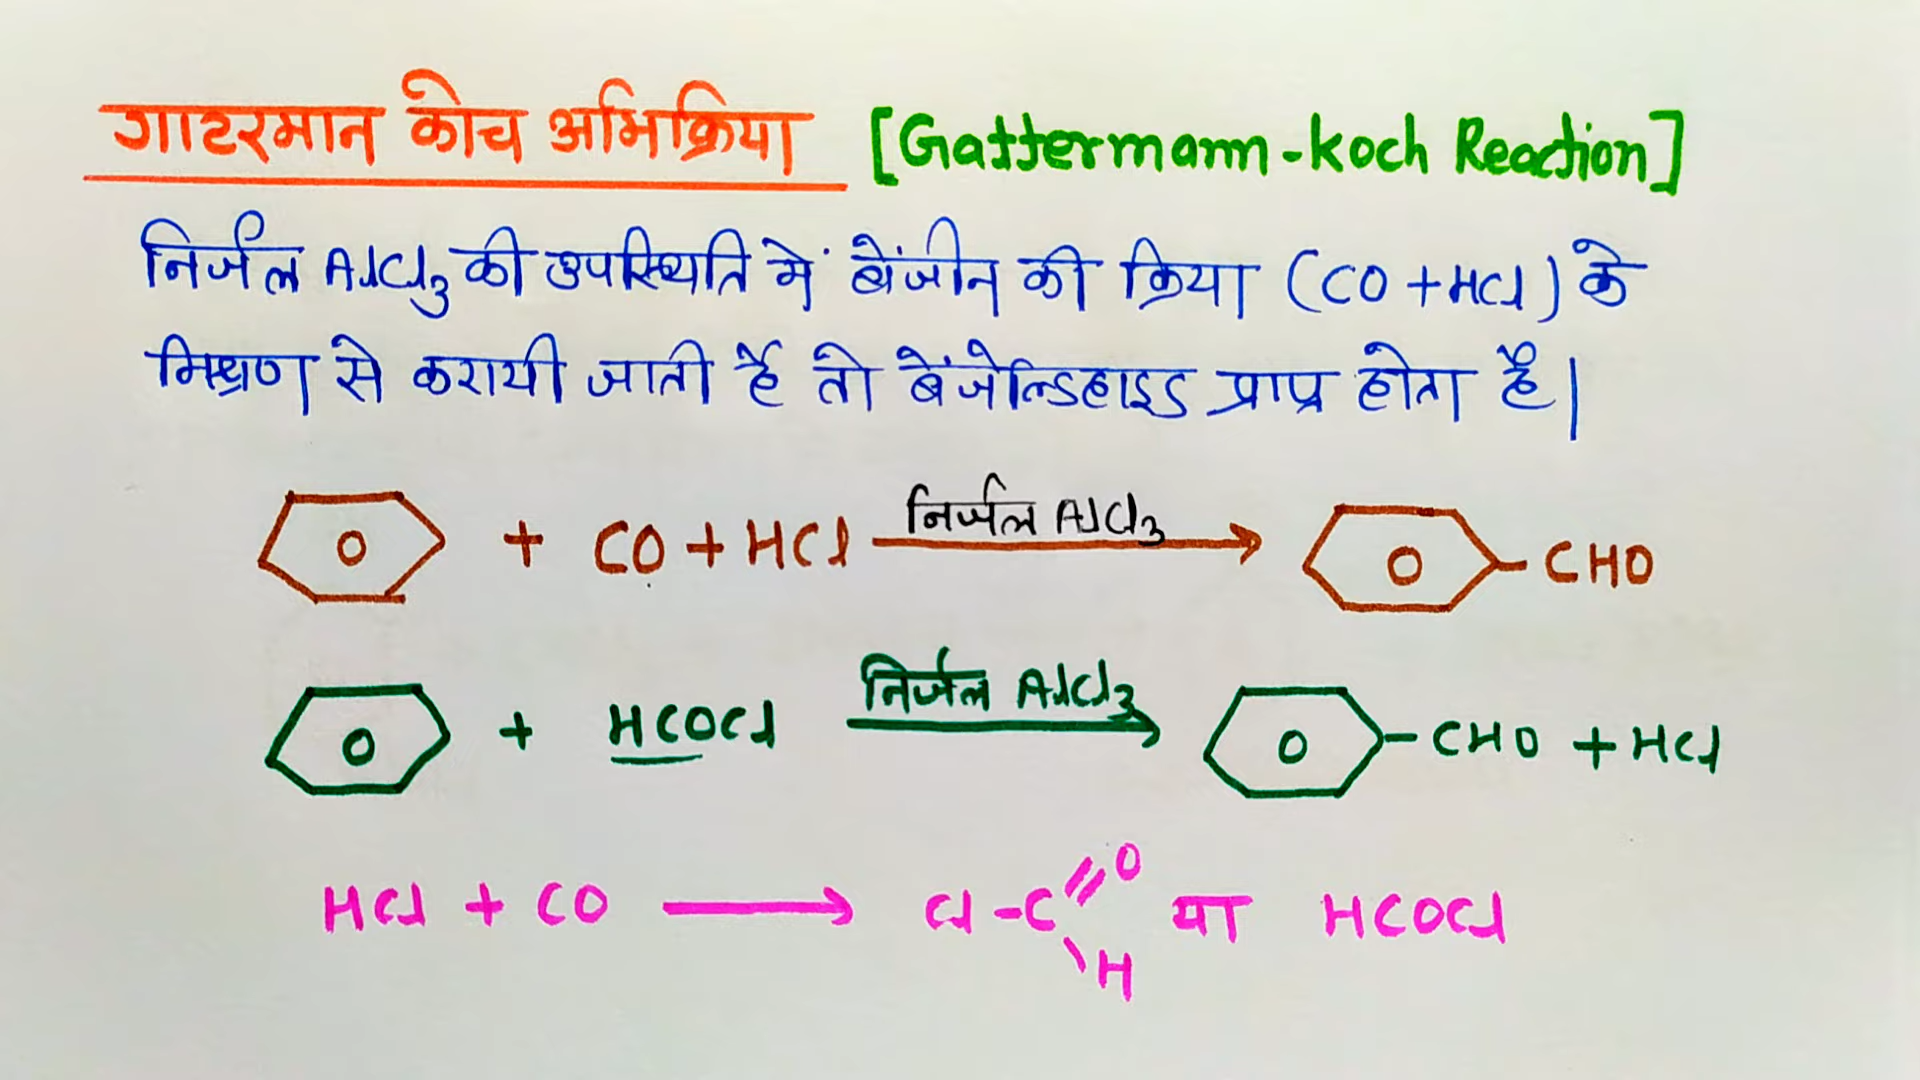 गाटरमान कोच अभिक्रिया [Gattermann-koch Reaction]
निर्जल AlCl3 की उपस्थिति में बेंजीन की क्रिया (CO+HCl) के
मिश्रण से करायी जाती है तो बेंजेल्डिहाइड प्राप्त होता है।
+ CO+HCl निर्जल AlCl3 -CHO
+ HCOCl निर्जल AlCl3 -CHO +HCl
HCl + CO ⟶ Cl-C=O H या HCOCl